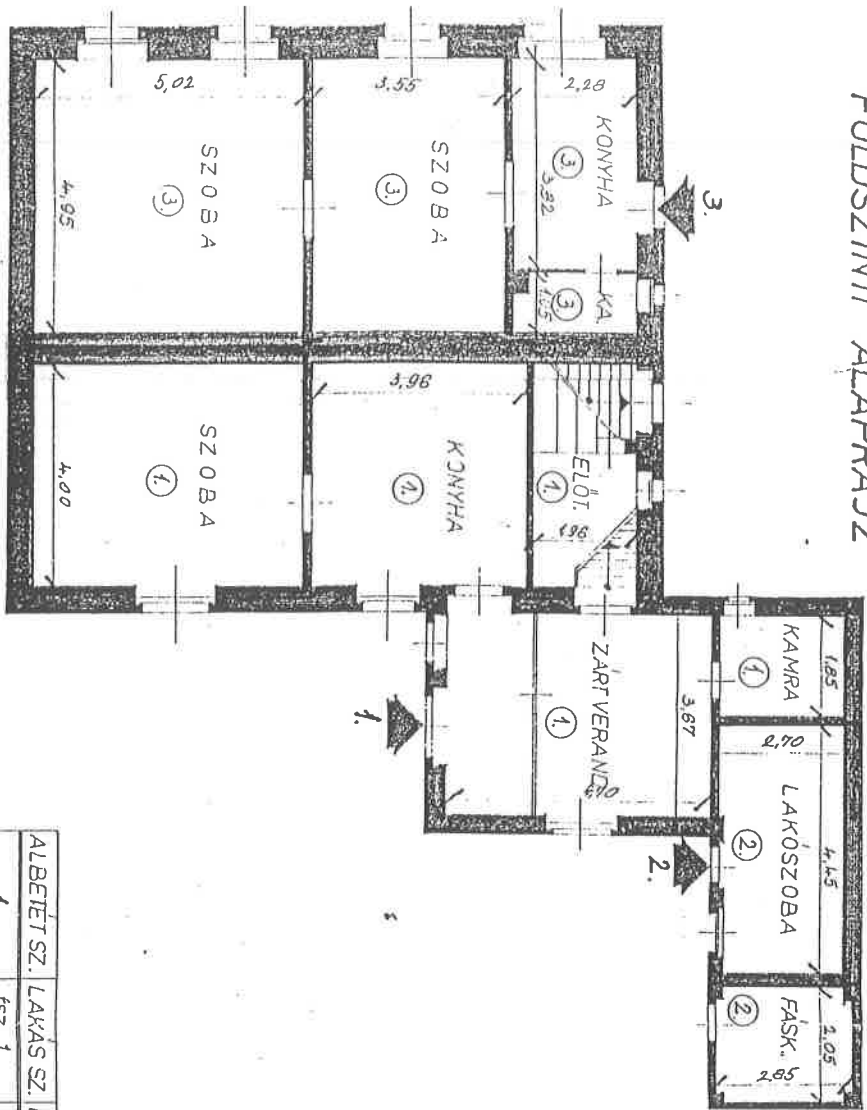 FÖLDSZINTI ALAPRAJZ
3.
KONYHA
3.
2,28
3,82
KA.
3
1,05
SZOBA
3.
3,55
SZOBA
3.
5,02
4,95
ELŐT.
1.
1,96
KONYHA
1.
3,96
SZOBA
1.
4,00
KAMRA
1.
1,85
ZÁRT VERAND
1.
3,67
1.
LAKÓSZOBA
2.
2,70
4,45
2.
FÁSK.
2.
2,05
2,85
ALBETÉT SZ. LAKÁS SZ.